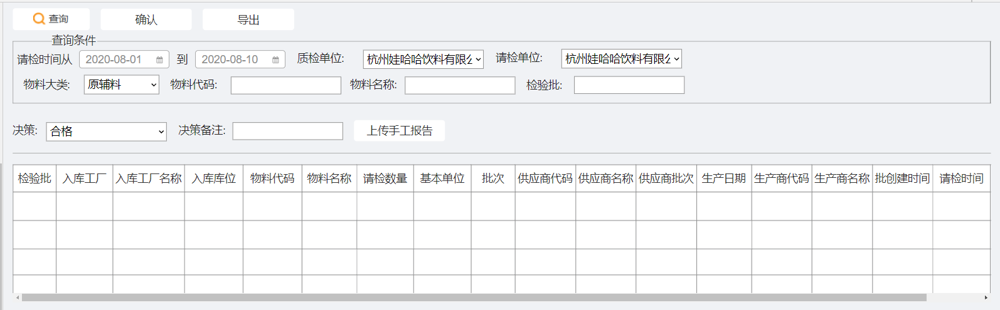 查询 确认 导出
查询条件
请检时间从 2020-08-01 到 2020-08-10 质检单位: 杭州娃哈哈饮料有限 请检单位: 杭州娃哈哈饮料有限
物料大类: 原辅料 物料代码: 物料名称: 检验批:
决策: 合格 决策备注: 上传手工报告
检验批 入库工厂 入库工厂名称 入库库位 物料代码 物料名称 请检数量 基本单位 批次 供应商代码 供应商名称 供应商批次 生产日期 生产商代码 生产商名称 批创建时间 请检时间